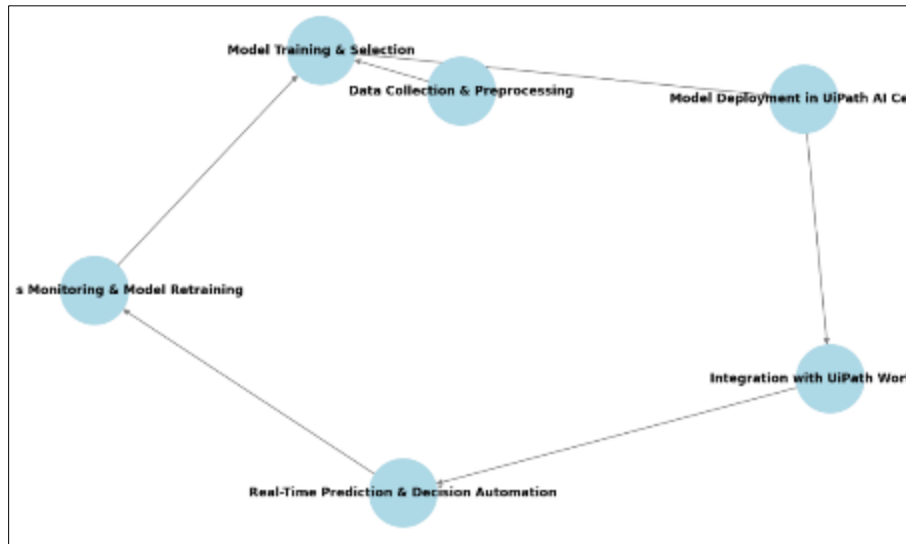 Model Training & Selection
Data Collection & Preprocessing
Model Deployment in UiPath AI Ce
s Monitoring & Model Retraining
Integration with UiPath Wor
Real-Time Prediction & Decision Automation